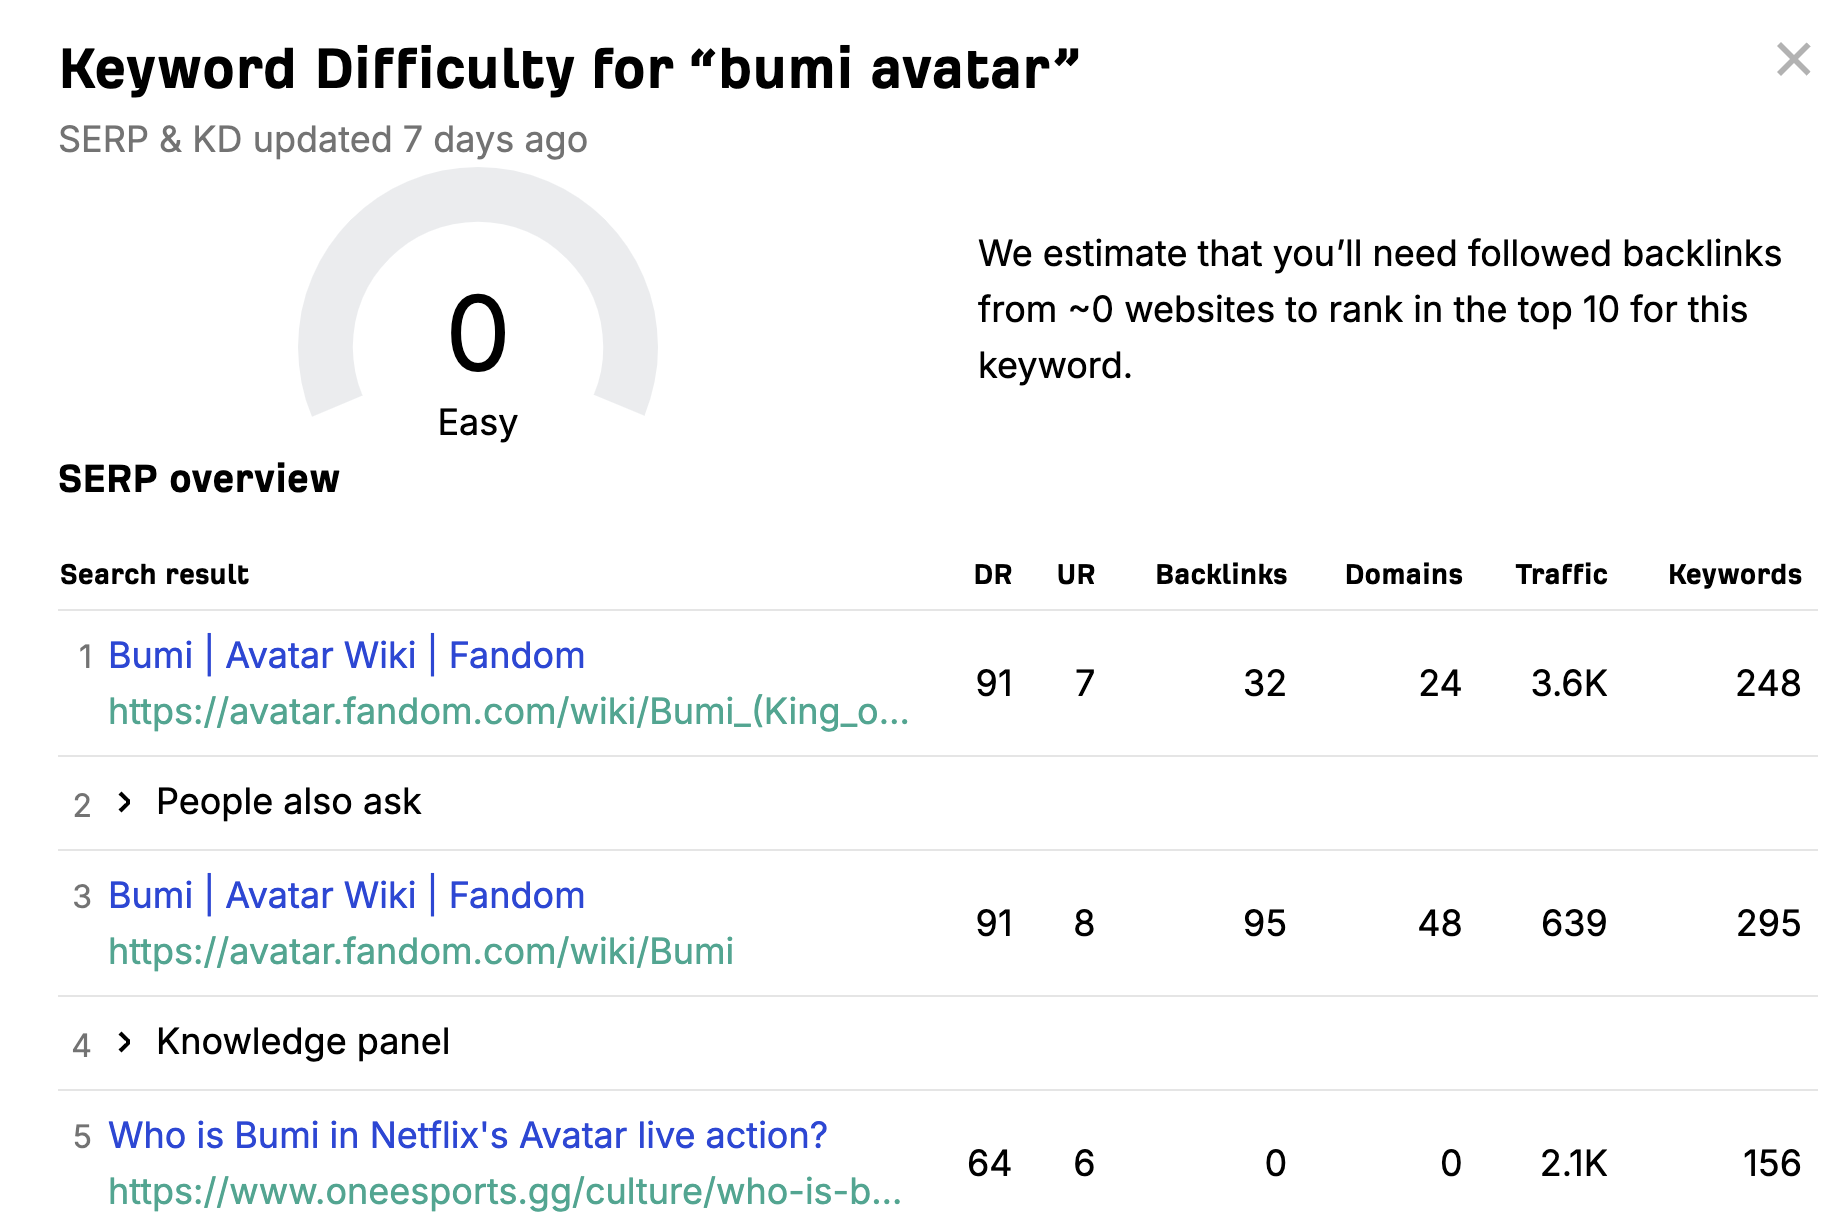 Keyword Difficulty for “bumi avatar”
SERP & KD updated 7 days ago
0
Easy
We estimate that you’ll need followed backlinks
from ~0 websites to rank in the top 10 for this
keyword.
SERP overview
Search result DR UR Backlinks Domains Traffic Keywords
1 Bumi | Avatar Wiki | Fandom
https://avatar.fandom.com/wiki/Bumi_(King_o...
91 7 32 24 3.6K 248
2 > People also ask
3 Bumi | Avatar Wiki | Fandom
https://avatar.fandom.com/wiki/Bumi
91 8 95 48 639 295
4 > Knowledge panel
5 Who is Bumi in Netflix's Avatar live action?
https://www.oneesports.gg/culture/who-is-b...
64 6 0 0 2.1K 156